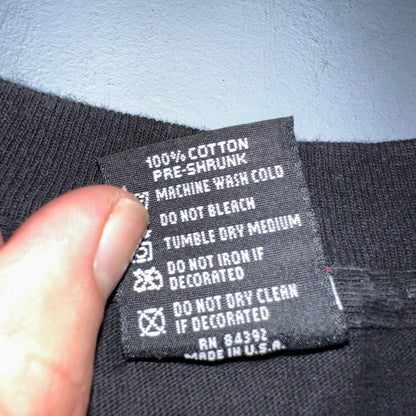 100% COTTON
PRE-SHRUNK
MACHINE WASH COLD
DO NOT BLEACH
TUMBLE DRY MEDIUM
DO NOT IRON IF
DECORATED
DO NOT DRY CLEAN
IF DECORATED
RN 84392
MADE IN U.S.A.